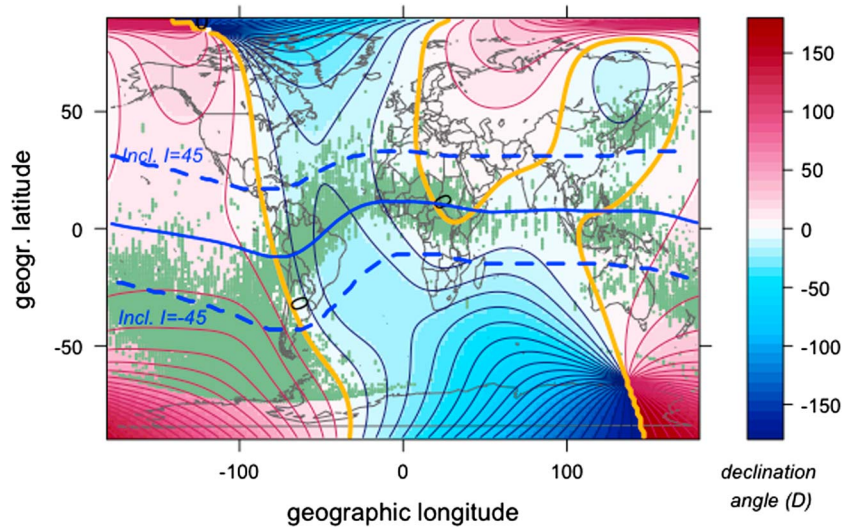 0
150
100
50
0
-50
-100
-150
50
0
-50
Incl. I=45
0
0
Incl. I=-45
-100
0
100
geogr. latitude
geographic longitude
declination
angle (D)